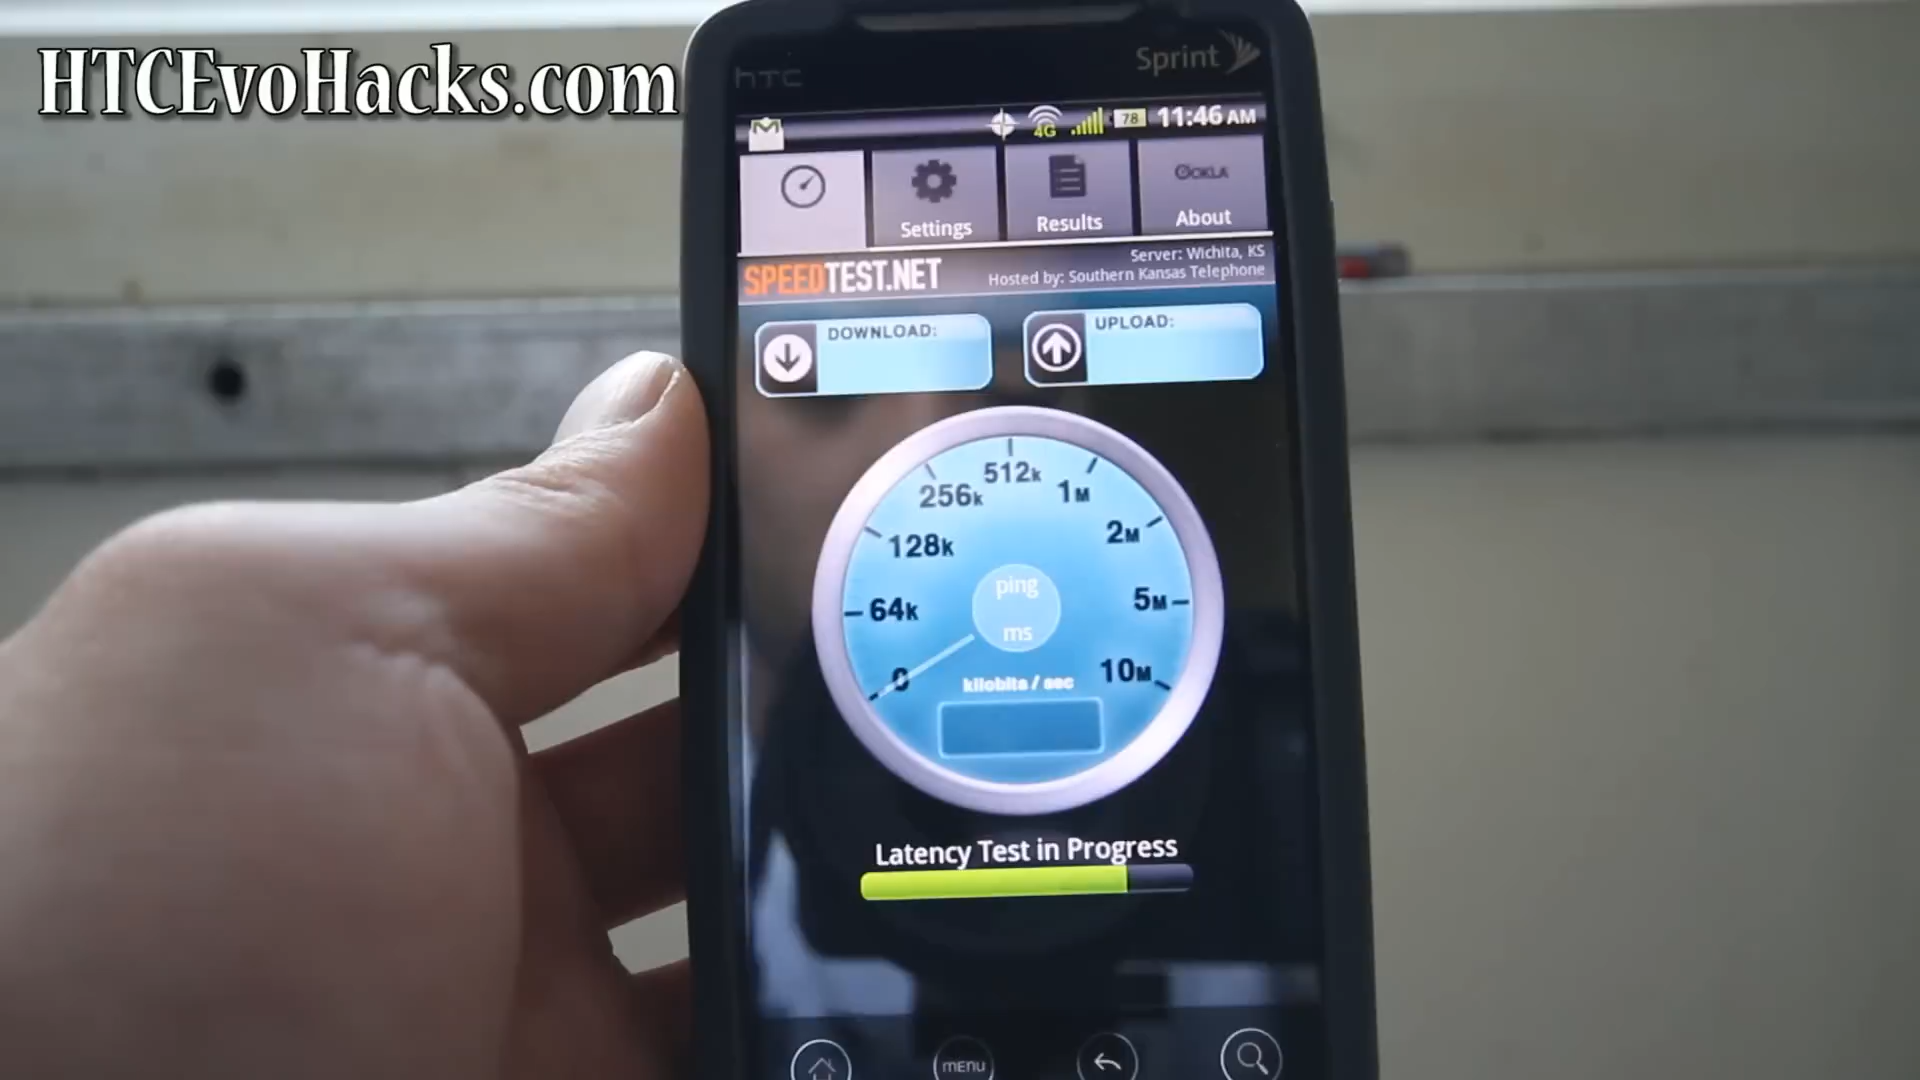 HTCEvoHacks.com
hTC
Sprint
4G
78
11:46 AM
Settings
Results
OOKLA
About
SPEEDTEST.NET
Server: Wichita, KS
Hosted by: Southern Kansas Telephone
DOWNLOAD:
UPLOAD:
512k
256k
1M
128k
2M
ping
64k
5M
ms
0
kilobits / sec
10M
Latency Test in Progress
menu